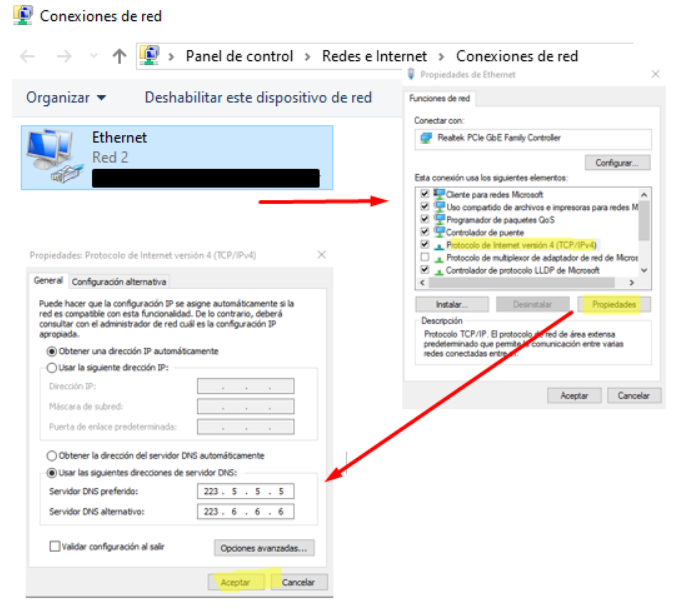 Conexiones de red
Panel de control > Redes e Internet > Conexiones de red
Organizar Deshabilitar este dispositivo de red
Ethernet
Red 2
Propiedades de Ethernet
Funciones de red
Conectar con:
Realtek PCIe GbE Family Controller
Configurar...
Esta conexión usa los siguientes elementos:
Cliente para redes Microsoft
Uso compartido de archivos e impresoras para redes M
Programador de paquetes QoS
Controlador de puente
Protocolo de Internet versión 4 (TCP/IPv4)
Protocolo de multiplexor de adaptador de red de Micros
Controlador de protocolo LLDP de Microsoft
Instalar... Desinstalar Propiedades
Descripción
Protocolo TCP/IP. El protocolo de red de área extensa
predeterminado que permite la comunicación entre varias
redes conectadas entre
Aceptar Cancelar
Propiedades: Protocolo de Internet versión 4 (TCP/IPv4)
General Configuración alternativa
Puede hacer que la configuración IP se asigne automáticamente si la
red es compatible con esta funcionalidad. De lo contrario, deberá
consultar con el administrador de red cuál es la configuración IP
apropiada.
Obtener una dirección IP automáticamente
Usar la siguiente dirección IP:
Dirección IP:
Máscara de subred:
Puerta de enlace predeterminada:
Obtener la dirección del servidor DNS automáticamente
Usar las siguientes direcciones de servidor DNS:
Servidor DNS preferido: 223 . 5 . 5 . 5
Servidor DNS alternativo: 223 . 6 . 6 . 6
Validar configuración al salir Opciones avanzadas...
Aceptar Cancelar